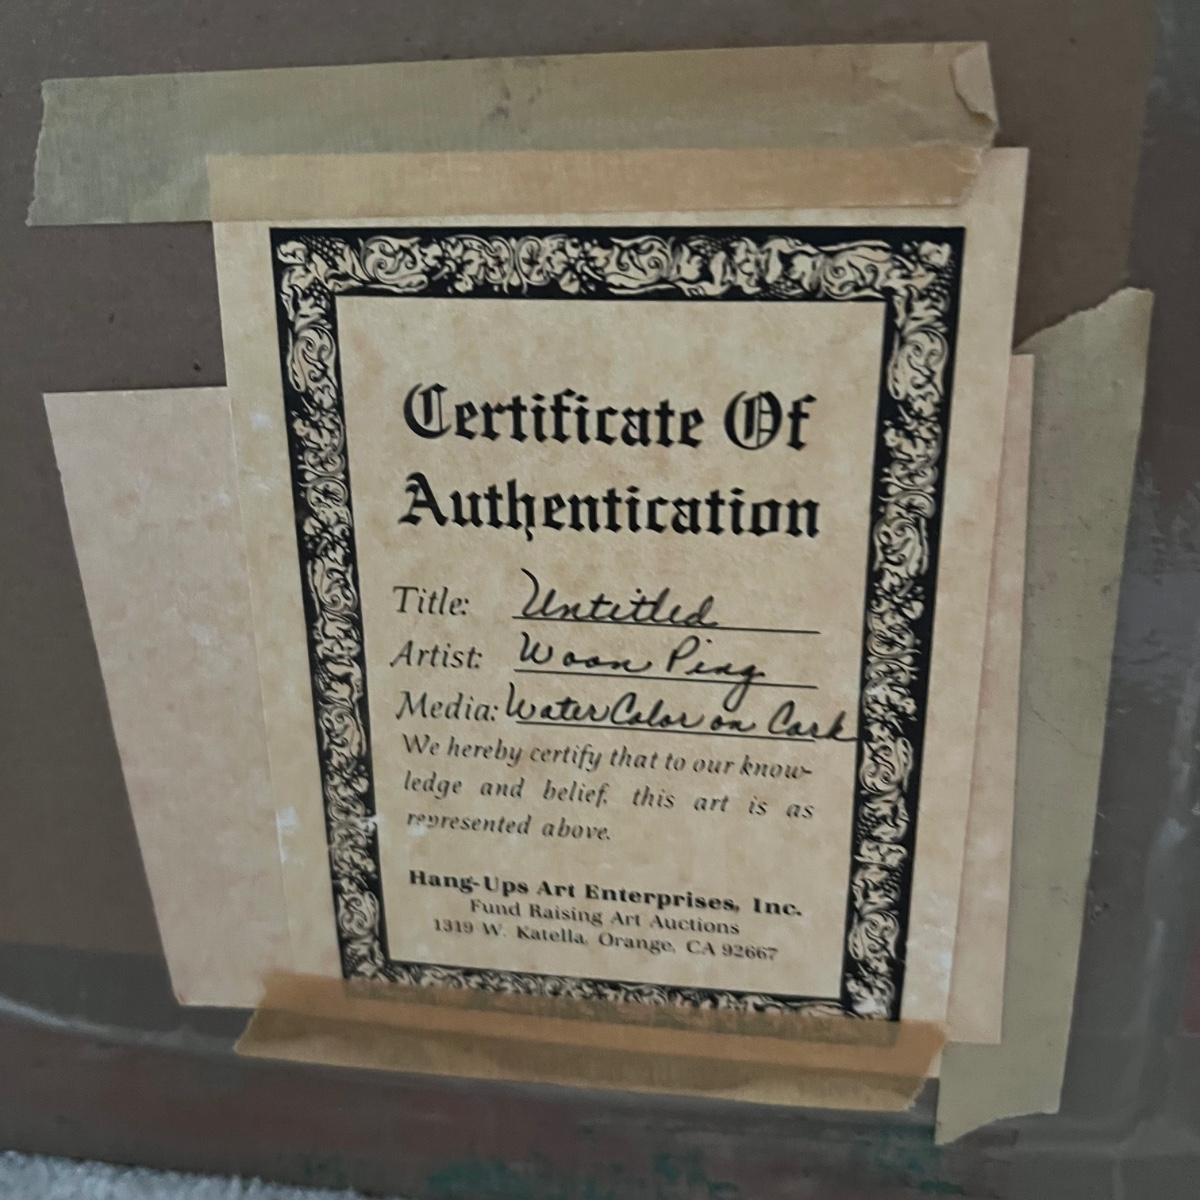 Certificate Of
Authentication
Title: Untitled
Artist: Woon Ping
Media: WaterColor on Cork
We hereby certify that to our know-
ledge and belief, this art is as
represented above.
Hang-Ups Art Enterprises, Inc.
Fund Raising Art Auctions
1319 W. Katella, Orange, CA 92667